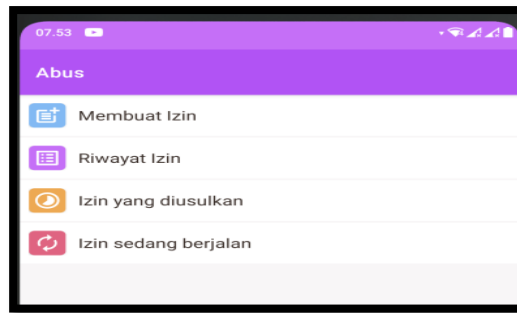 07.53
Abus
Membuat Izin
Riwayat Izin
Izin yang diusulkan
Izin sedang berjalan